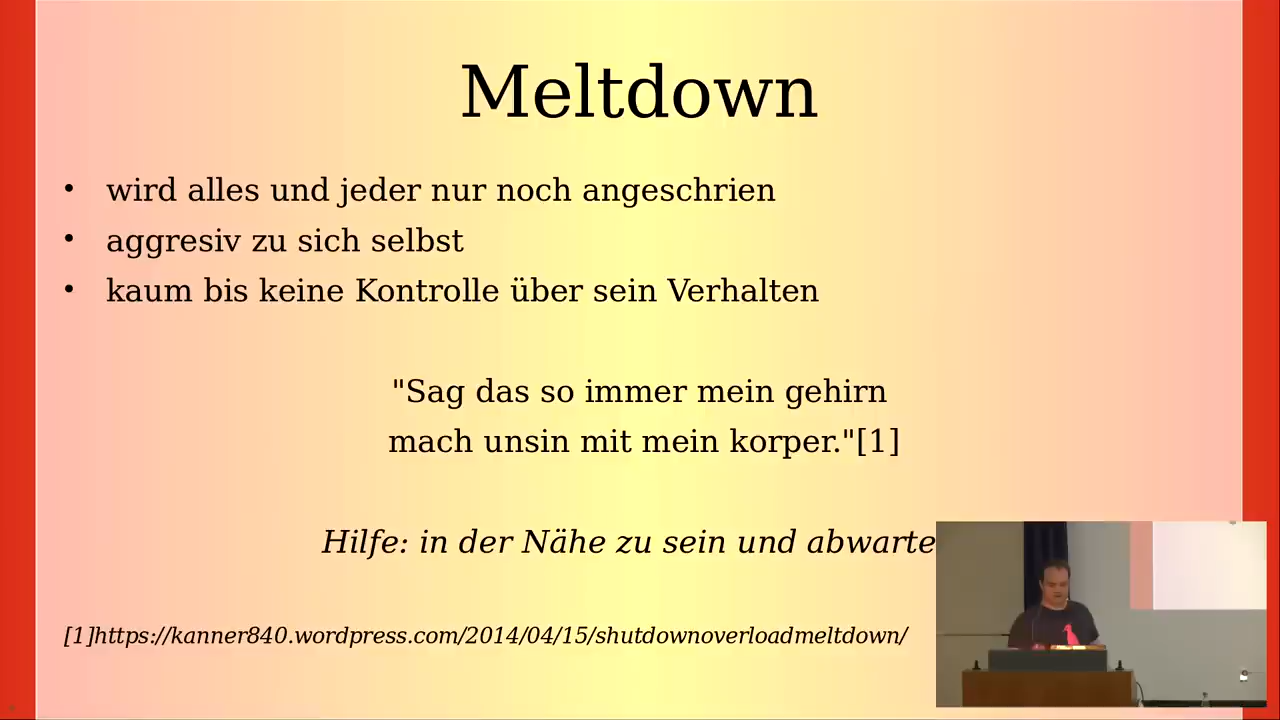 Meltdown
• wird alles und jeder nur noch angeschrien
• aggresiv zu sich selbst
• kaum bis keine Kontrolle über sein Verhalten
"Sag das so immer mein gehirn
mach unsin mit mein korper."[1]
Hilfe: in der Nähe zu sein und abwarte
[1]https://kanner840.wordpress.com/2014/04/15/shutdownoverloadmeltdown/